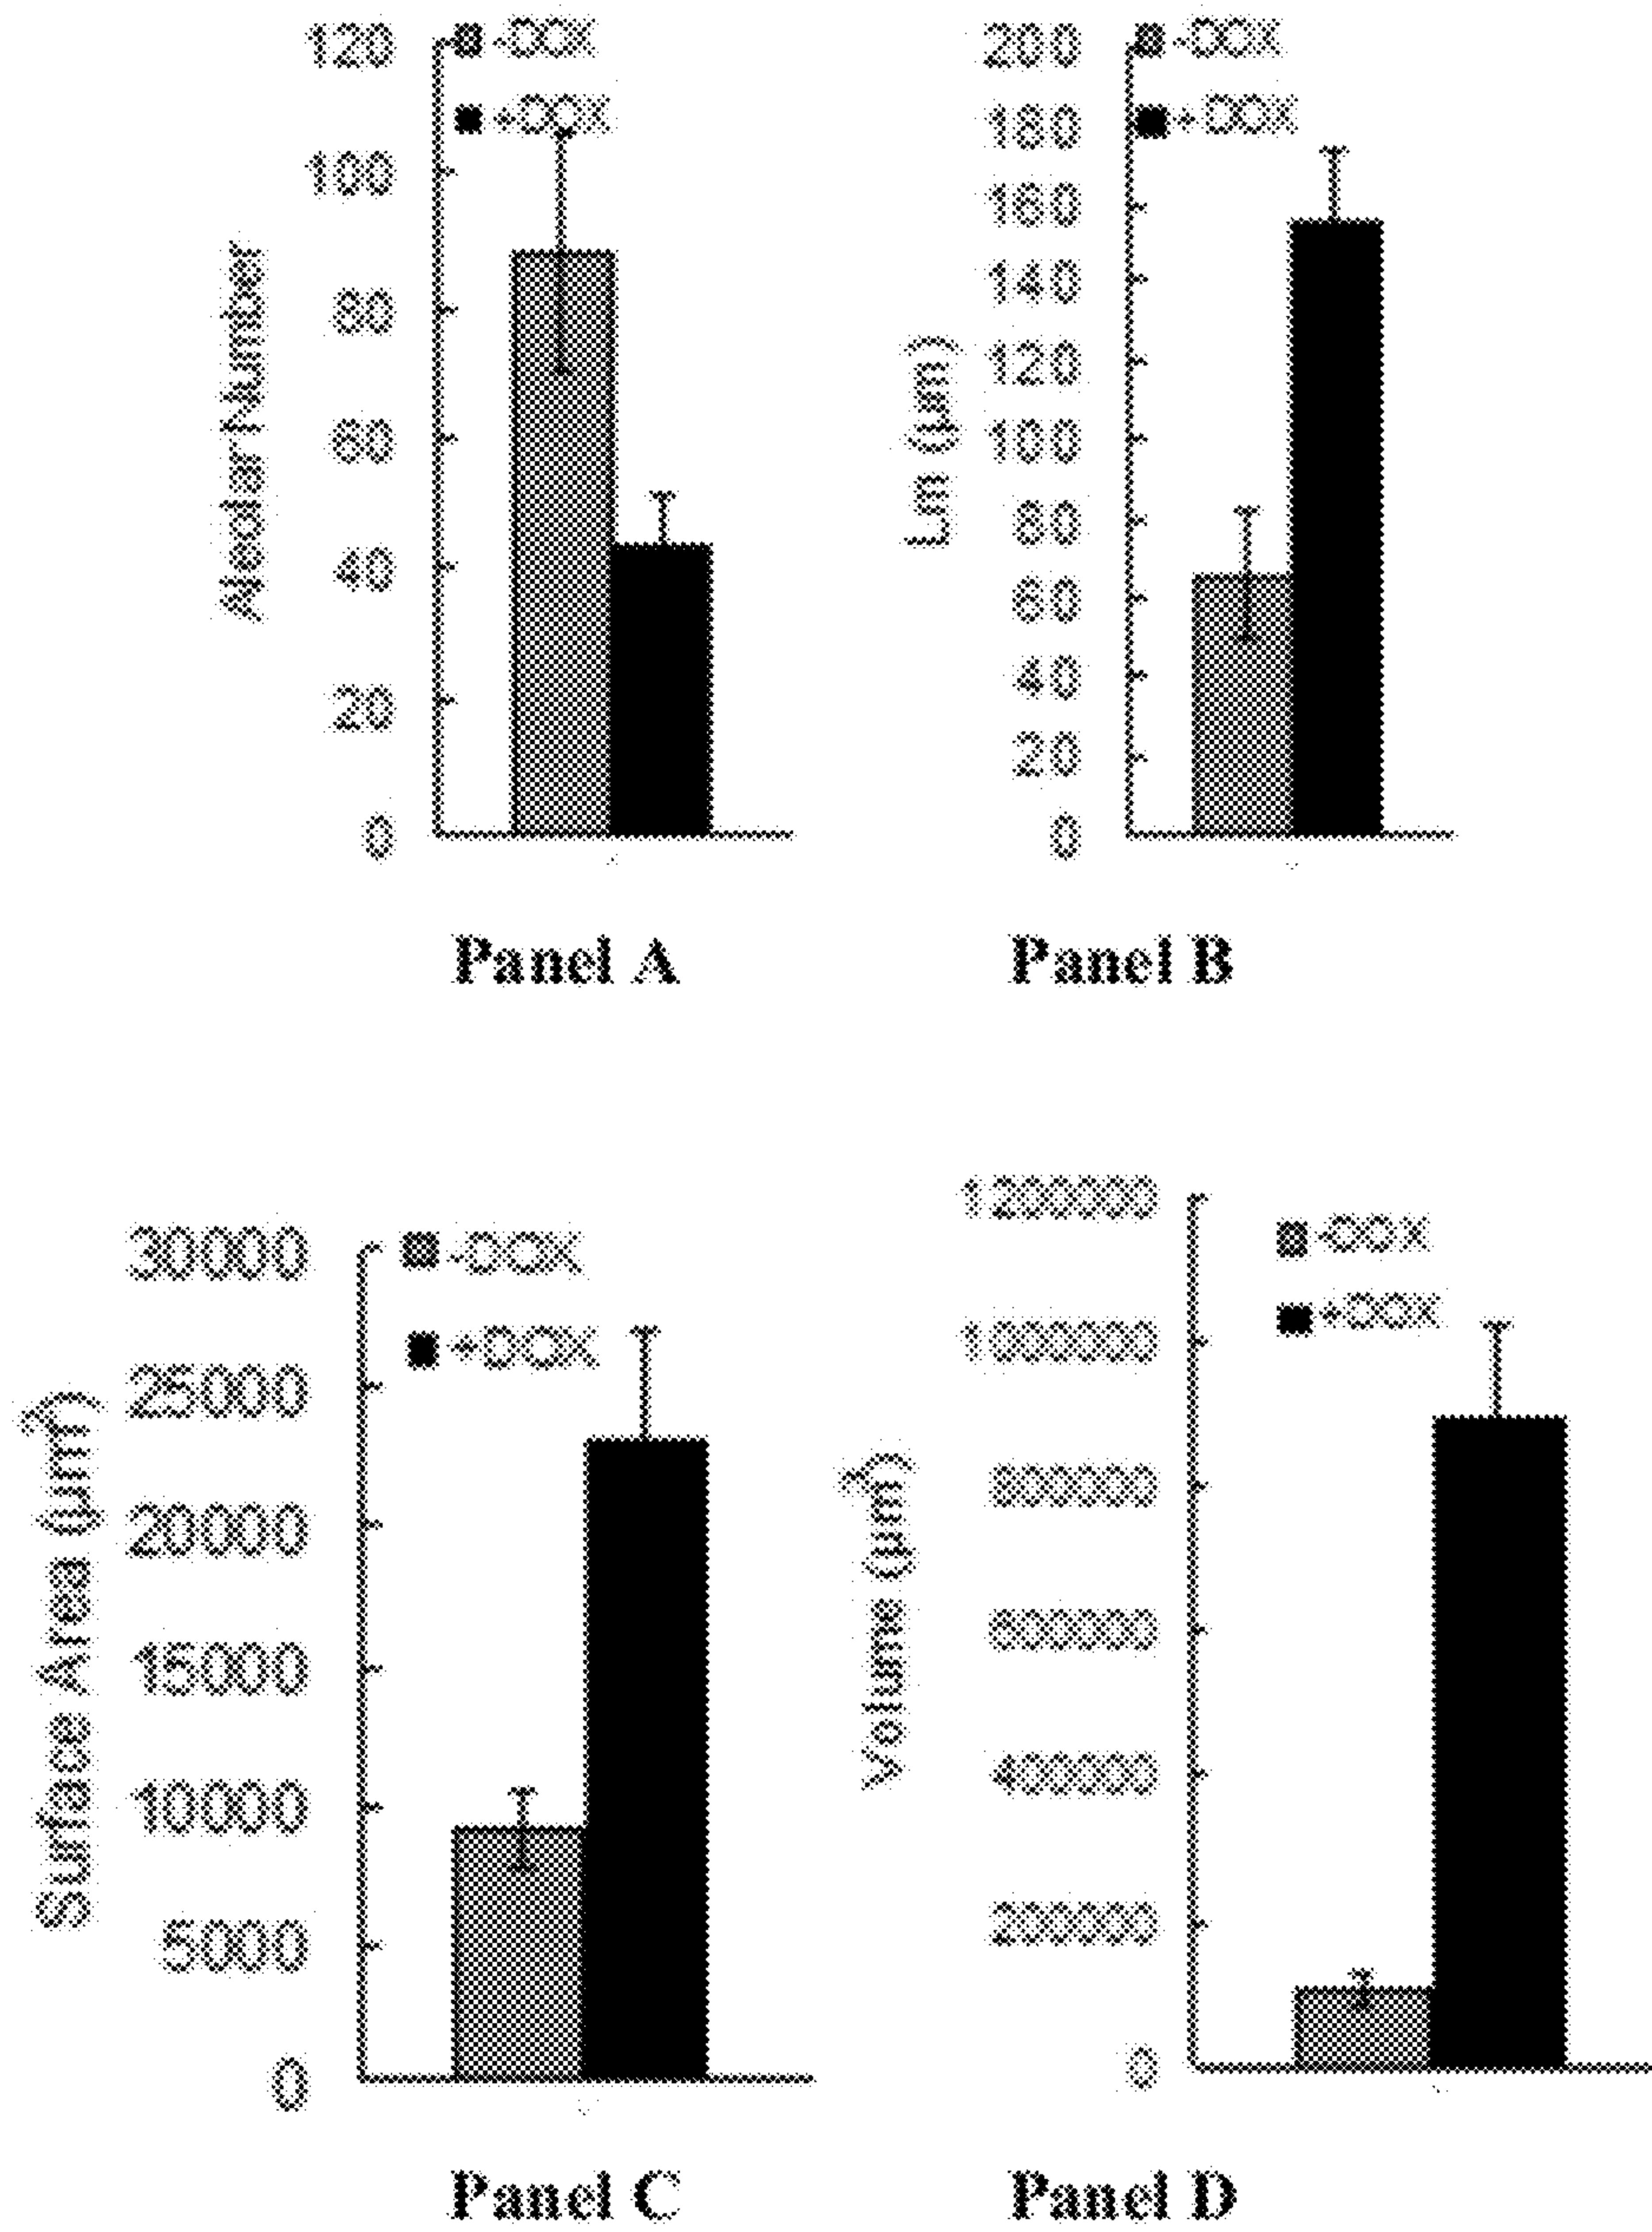 120
100
80
60
40
20
0
Aleolar Number
-DOX
+DOX
Panel A
200
180
160
140
120
100
80
60
40
20
0
Lm (µm)
-DOX
+DOX
Panel B
30000
25000
20000
15000
10000
5000
0
Surface Area (µm²)
-DOX
+DOX
Panel C
1200000
1000000
800000
600000
400000
200000
0
Volume (µm³)
-DOX
+DOX
Panel D